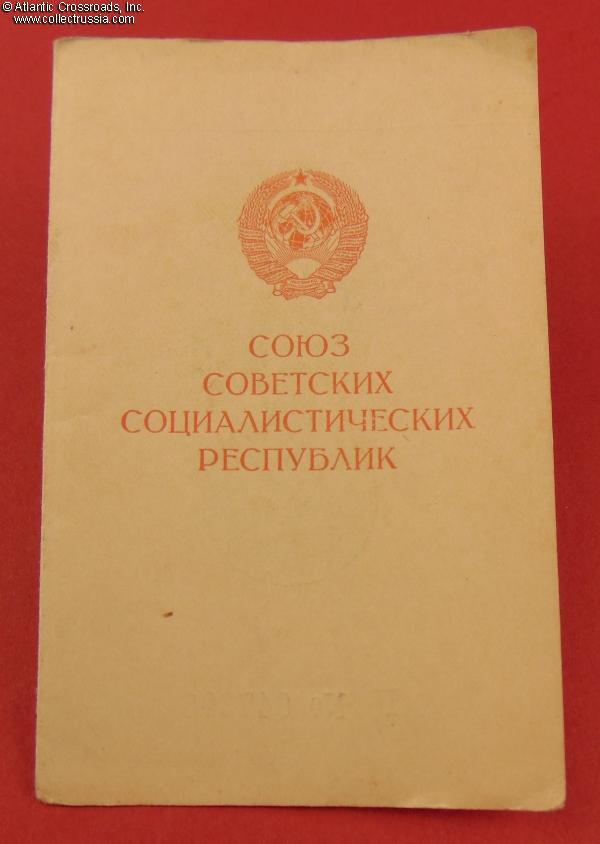 © Atlantic Crossroads, Inc.
www.collectrussia.com
СОЮЗ
СОВЕТСКИХ
СОЦИАЛИСТИЧЕСКИХ
РЕСПУБЛИК